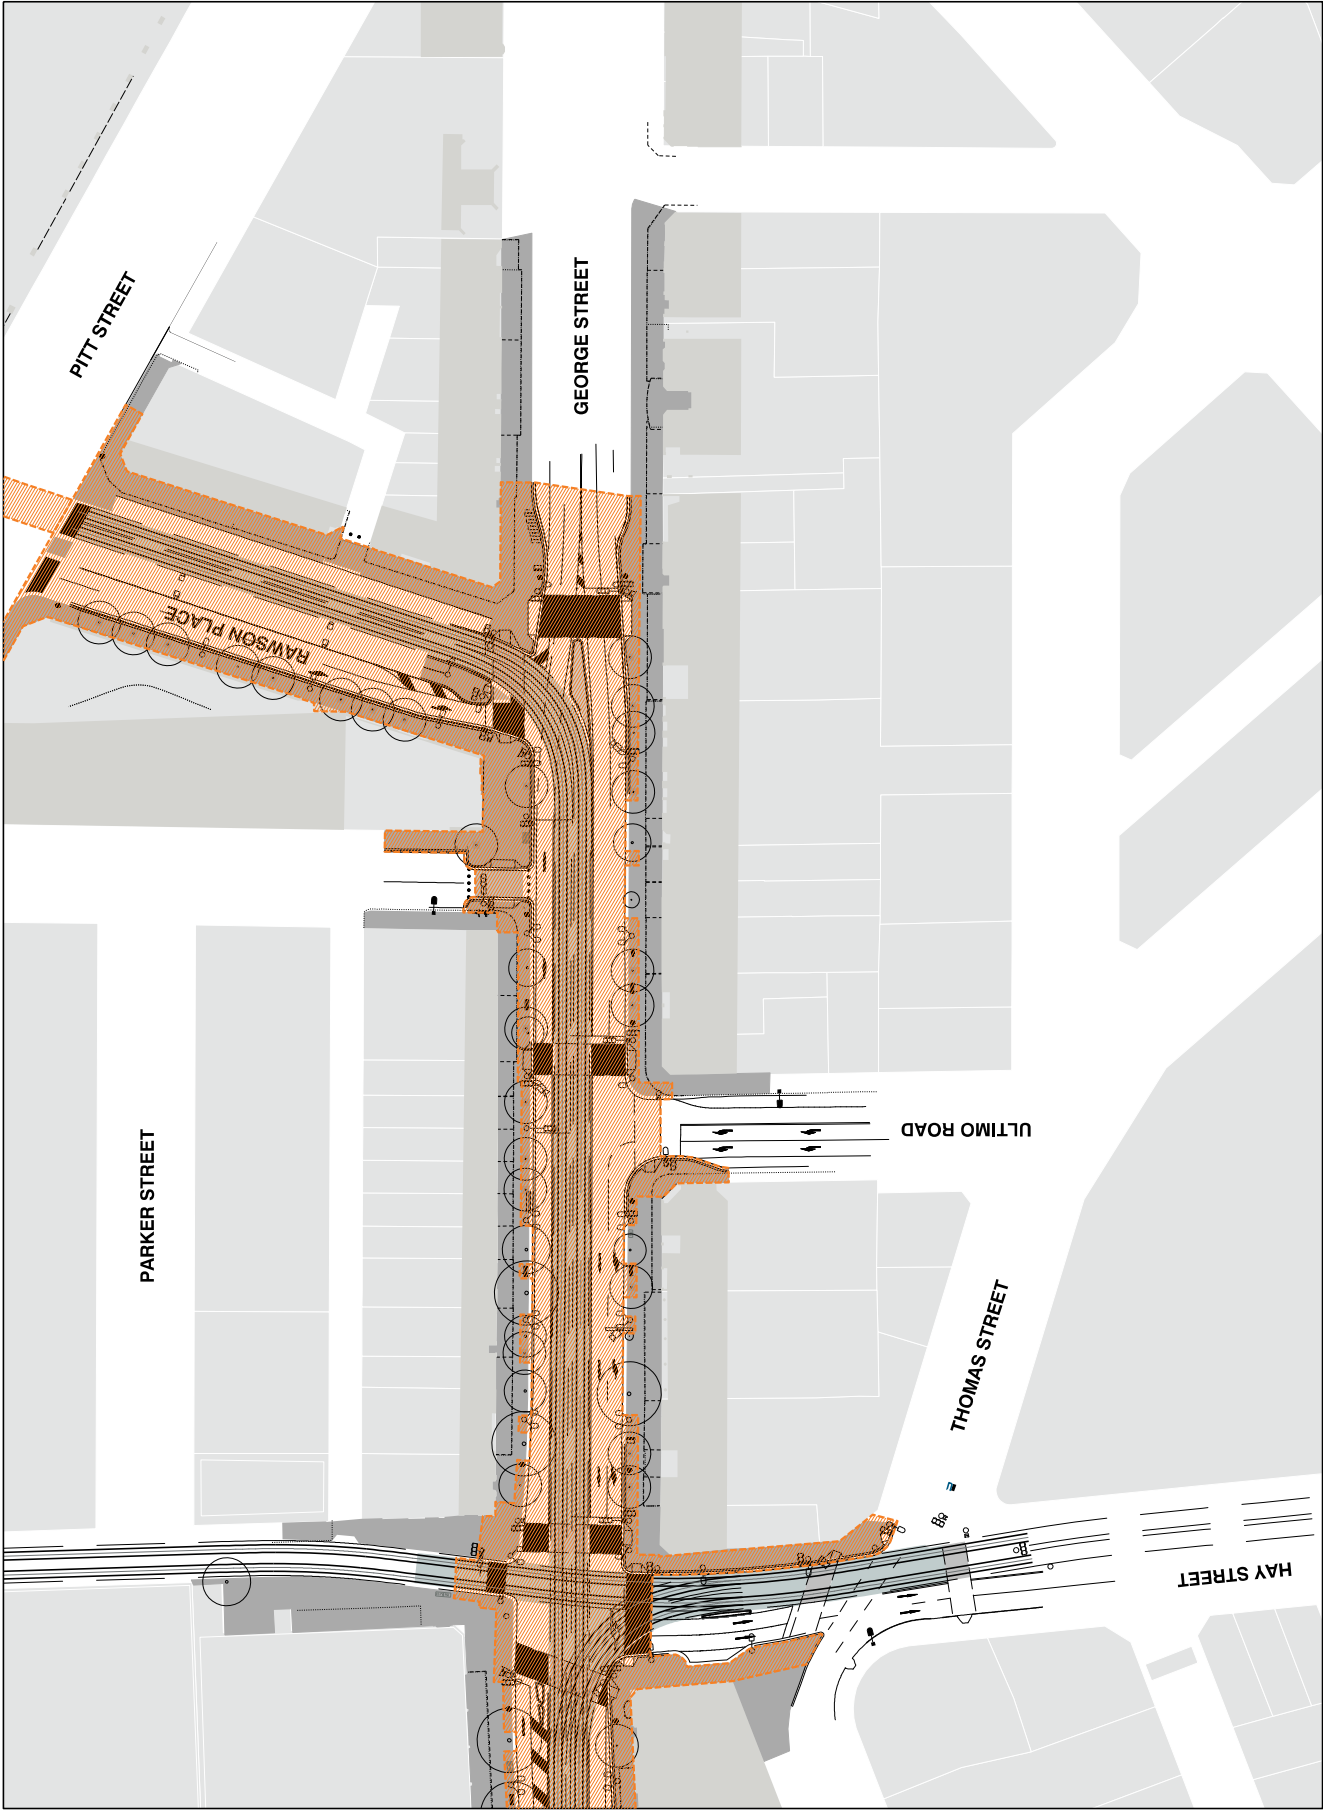 PITT STREET
GEORGE STREET
RAWSON PLACE
ULTIMO ROAD
PARKER STREET
THOMAS STREET
HAY STREET